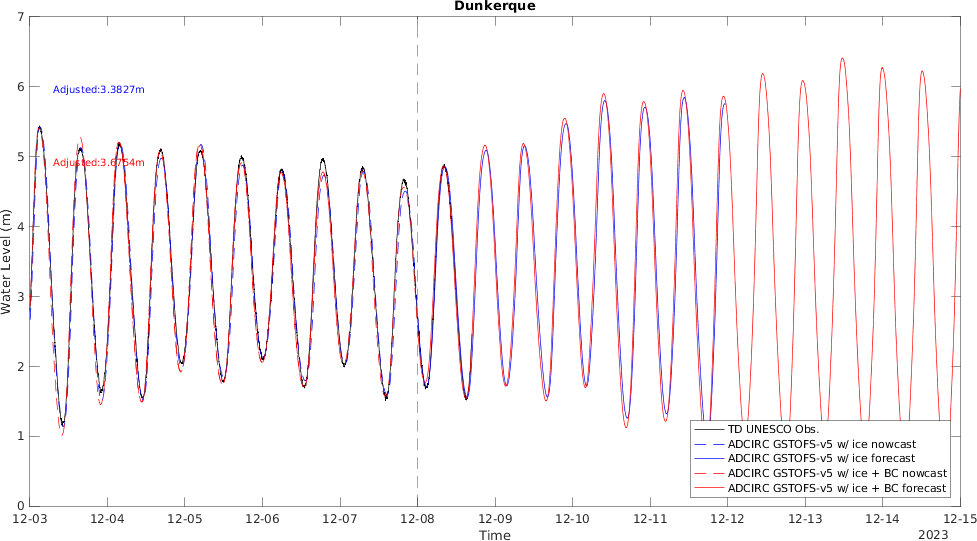 Dunkerque
7
6
5
4
3
2
1
0
Water Level (m)
Adjusted:3.3827m
Adjusted:3.6754m
TD UNESCO Obs.
ADCIRC GSTOFS-v5 w/ ice nowcast
ADCIRC GSTOFS-v5 w/ ice forecast
ADCIRC GSTOFS-v5 w/ ice + BC nowcast
ADCIRC GSTOFS-v5 w/ ice + BC forecast
12-03 12-04 12-05 12-06 12-07 12-08 12-09 12-10 12-11 12-12 12-13 12-14 12-15
Time
2023